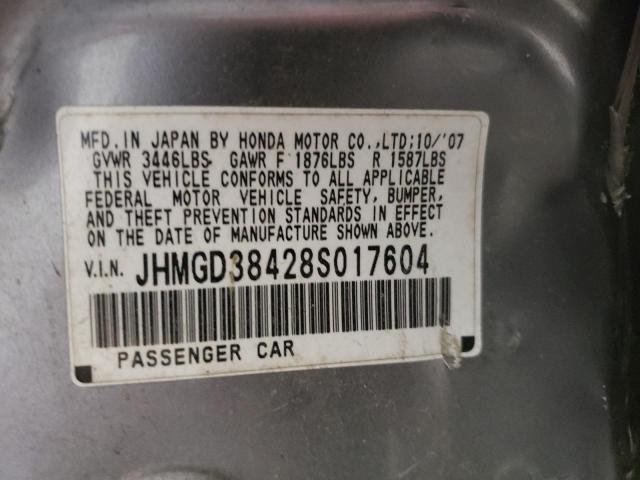 MFD. IN JAPAN BY HONDA MOTOR CO.,LTD;10/'07
GVWR 3446LBS GAWR F 1876LBS R 1587LBS
THIS VEHICLE CONFORMS TO ALL APPLICABLE
FEDERAL MOTOR VEHICLE SAFETY, BUMPER,
AND THEFT PREVENTION STANDARDS IN EFFECT
ON THE DATE OF MANUFACTURE SHOWN ABOVE.
V.I.N. JHMGD38428S017604
PASSENGER CAR